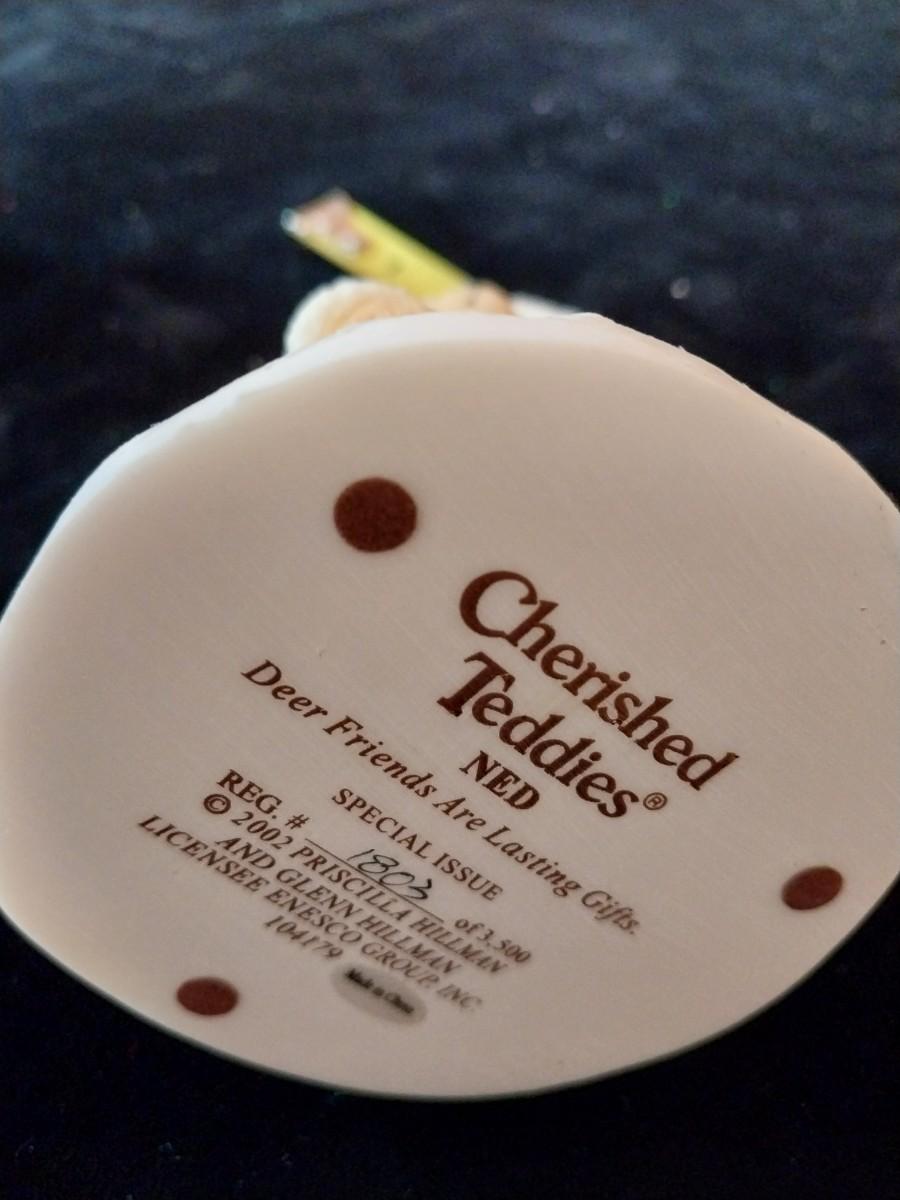 Cherished
Teddies®
NED
Deer Friends Are Lasting Gifts.
SPECIAL ISSUE
REG. # 1803 of 3,500
© 2002 PRISCILLA HILLMAN
AND GLENN HILLMAN
LICENSEE ENESCO GROUP, INC.
104179
Made in China